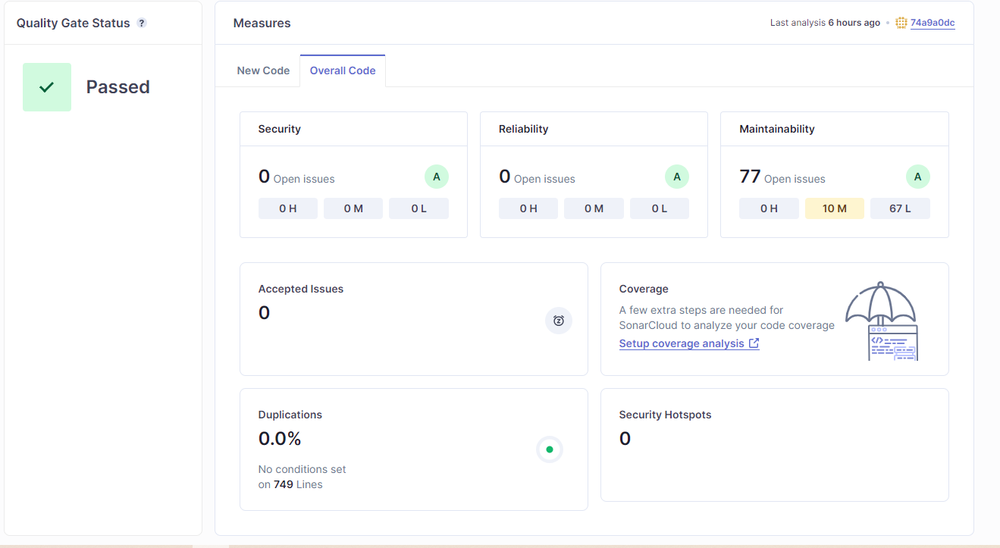 Quality Gate Status ?
Passed
Measures
Last analysis 6 hours ago • 74a9a0dc
New Code
Overall Code
Security
0 Open issues
A
0 H
0 M
0 L
Reliability
0 Open issues
A
0 H
0 M
0 L
Maintainability
77 Open issues
A
0 H
10 M
67 L
Accepted Issues
0
Coverage
A few extra steps are needed for
SonarCloud to analyze your code coverage
Setup coverage analysis
Duplications
0.0%
No conditions set
on 749 Lines
Security Hotspots
0